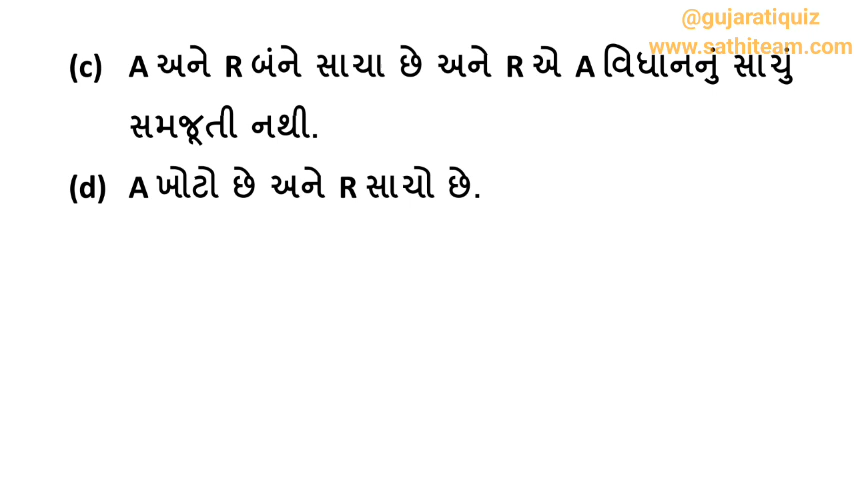 @gujaratiquiz
www.sathiteam.com
(c) A અને R બંને સાચા છે અને R એ A વિધાનનું સાચું
સમજૂતી નથી.
(d) A ખોટો છે અને R સાચો છે.